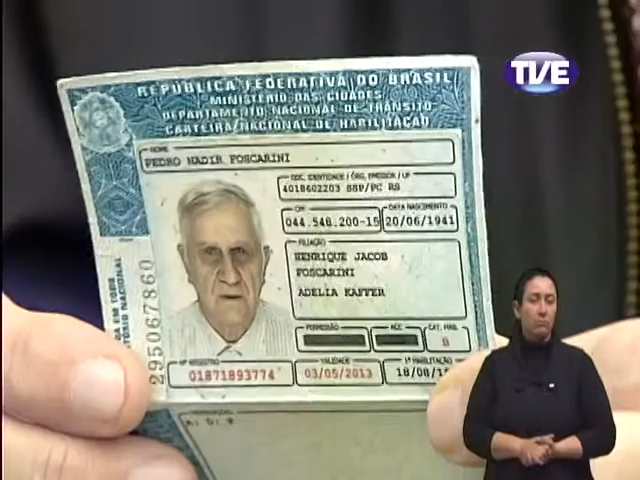 TVE
REPÚBLICA FEDERATIVA DO BRASIL
MINISTÉRIO DAS CIDADES
DEPARTAMENTO NACIONAL DE TRÂNSITO
CARTEIRA NACIONAL DE HABILITAÇÃO
NOME
PEDRO NADIR FOSCARINI
DOC. IDENTIDADE / ÓRG. EMISSOR / UF
4018602203 SSP/PC RS
CPF DATA NASCIMENTO
044.548.200-15 20/06/1941
FILIAÇÃO
HENRIQUE JACOB
FOSCARINI
ADELIA KAFFER
PERMISSÃO ACC CAT. HAB.
B
Nº REGISTRO VALIDADE 1ª HABILITAÇÃO
01871893774 03/05/2013 18/08/
295067860